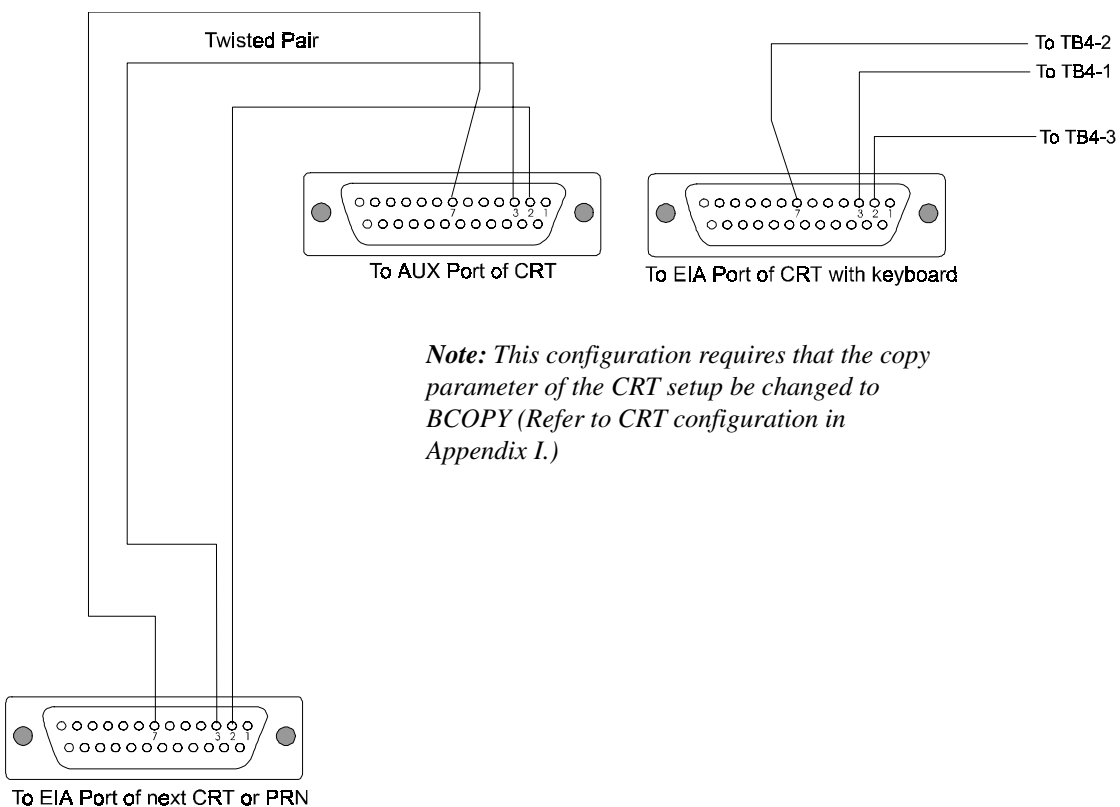 Twisted Pair
To TB4-2
To TB4-1
To TB4-3
7 3 2 1
To AUX Port of CRT
7 3 2 1
To EIA Port of CRT with keyboard
Note: This configuration requires that the copy
parameter of the CRT setup be changed to
BCOPY (Refer to CRT configuration in
Appendix I.)
7 3 2 1
To EIA Port of next CRT or PRN